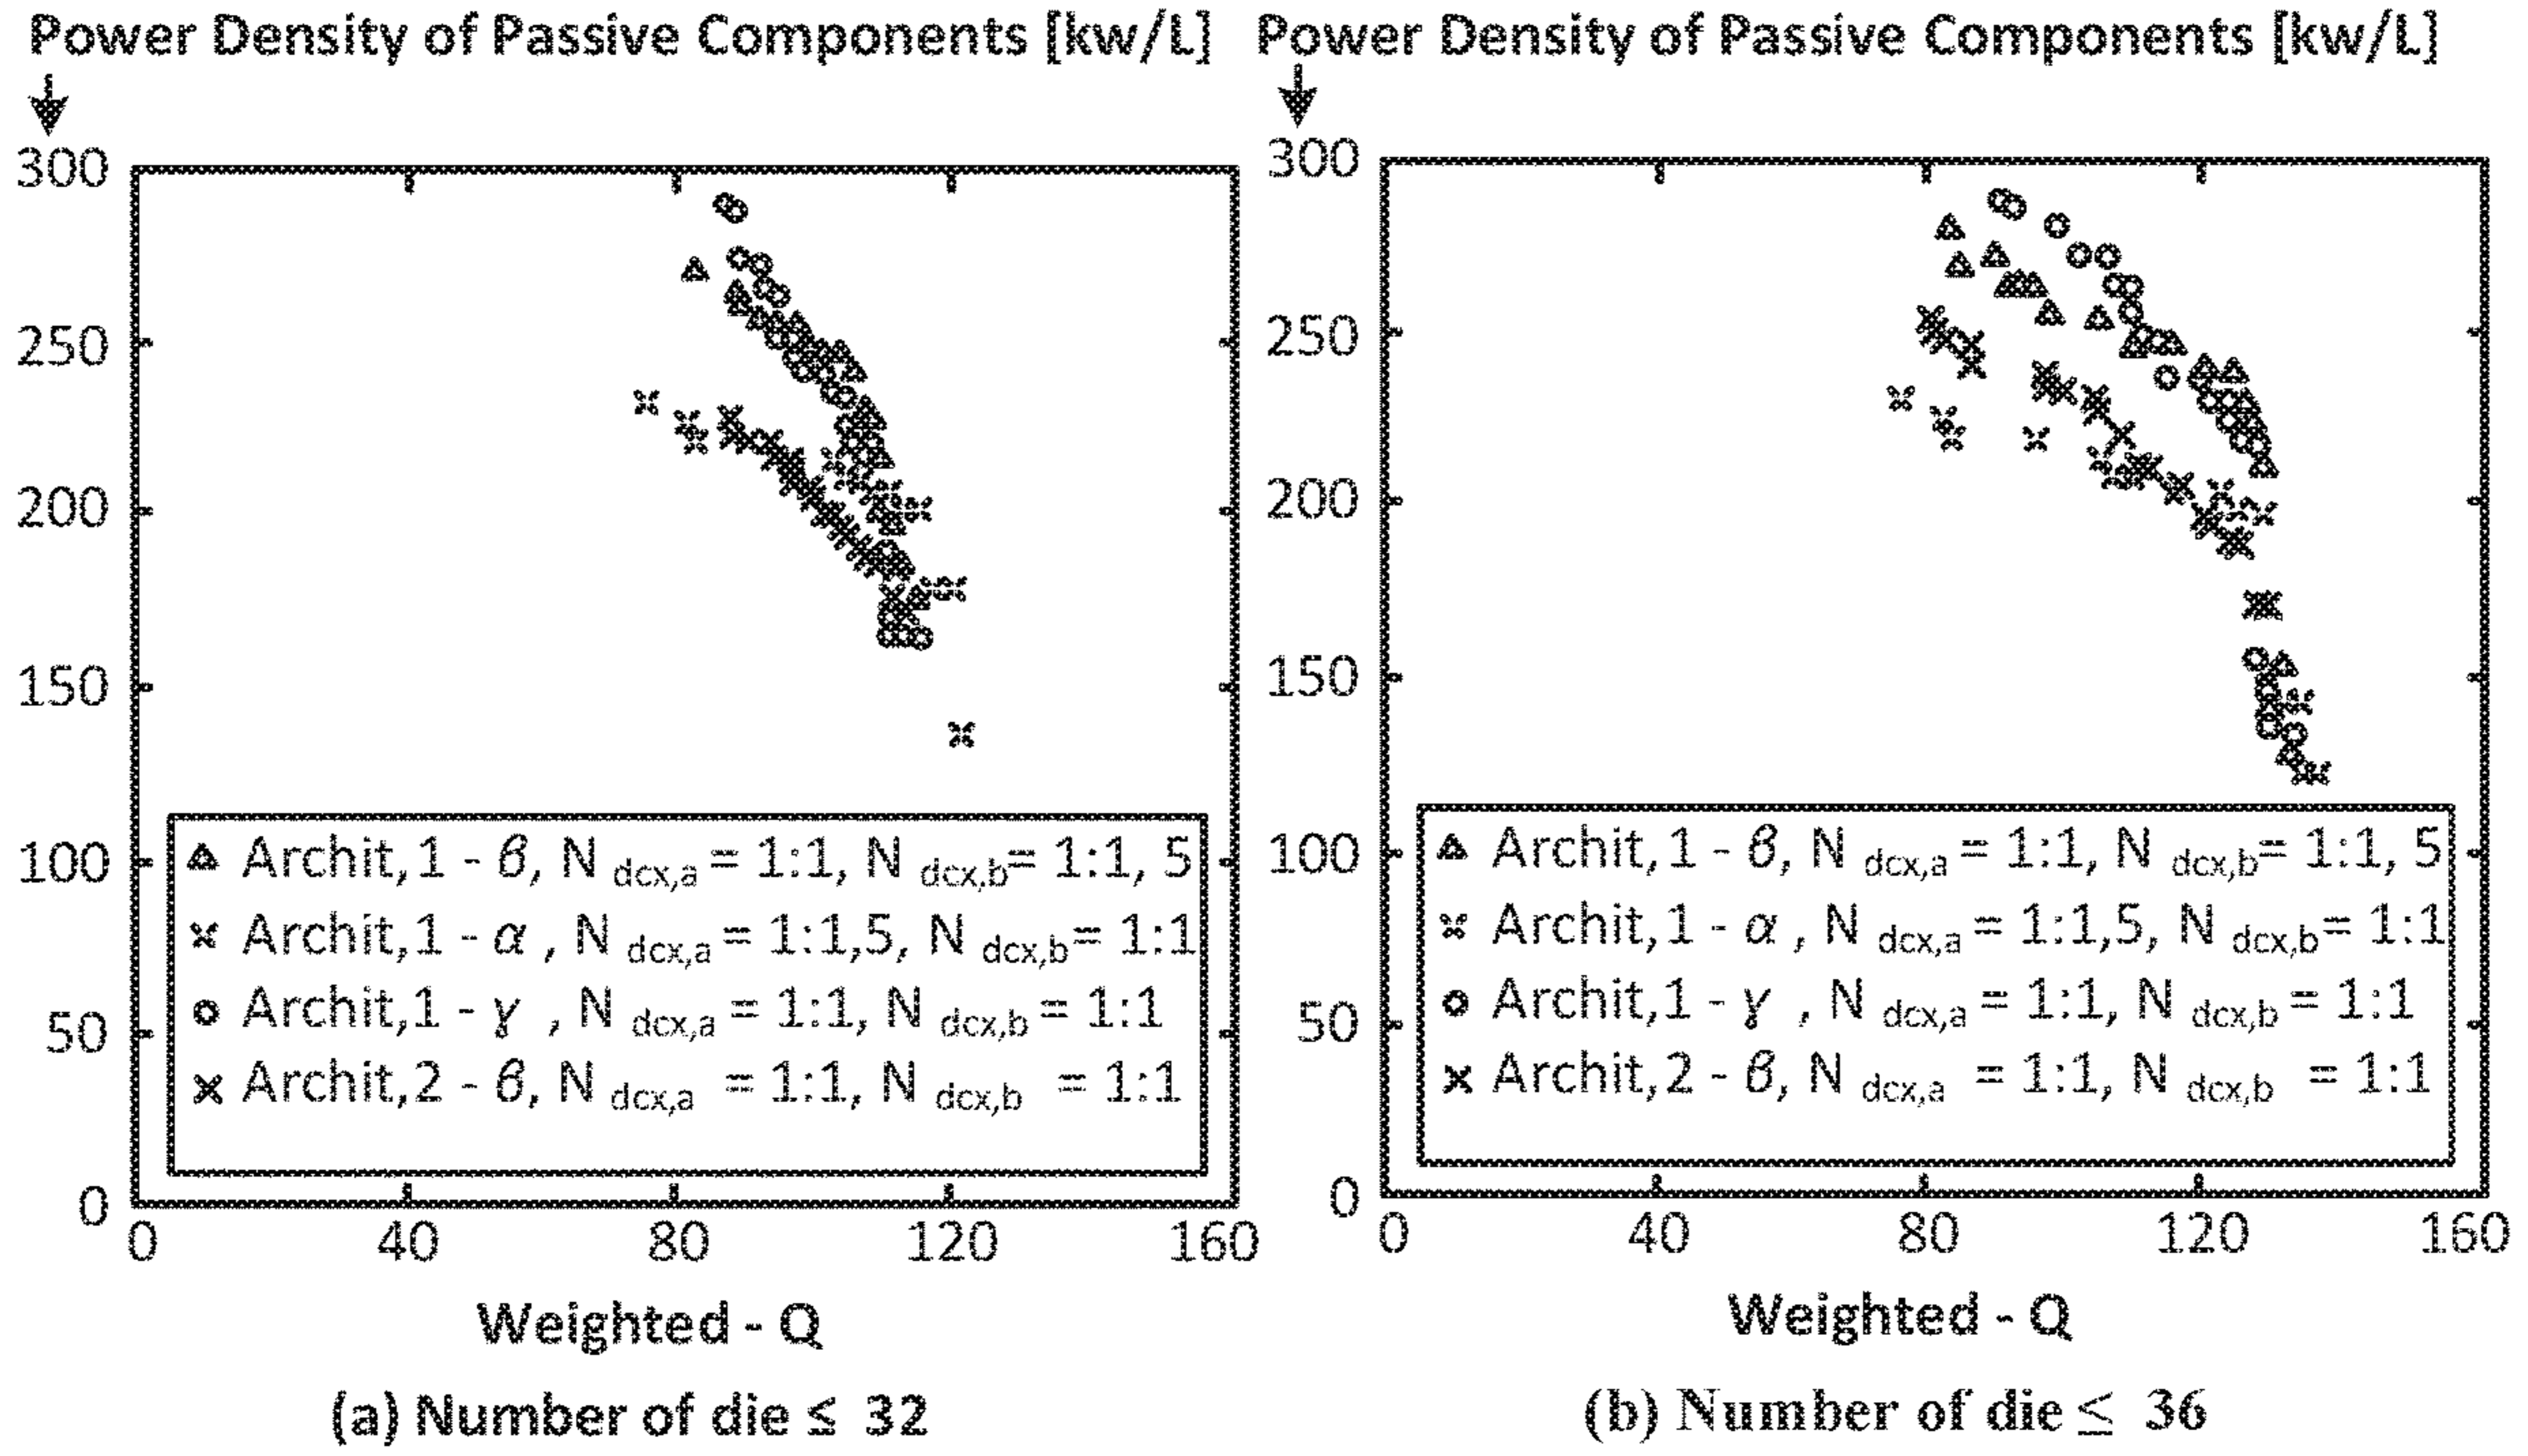 Power Density of Passive Components [kw/L]
300
250
200
150
100
50
0
0 40 80 120 160
Archit,1 - β, N dcx,a = 1:1, N dcx,b= 1:1, 5
Archit,1 - α , N dcx,a = 1:1,5, N dcx,b= 1:1
Archit,1 - γ , N dcx,a = 1:1, N dcx,b = 1:1
Archit,2 - β, N dcx,a = 1:1, N dcx,b = 1:1
Weighted - Q
(a) Number of die ≤ 32
Power Density of Passive Components [kw/L]
300
250
200
150
100
50
0
0 40 80 120 160
Archit,1 - β, N dcx,a = 1:1, N dcx,b= 1:1, 5
Archit,1 - α , N dcx,a = 1:1,5, N dcx,b= 1:1
Archit,1 - γ , N dcx,a = 1:1, N dcx,b = 1:1
Archit,2 - β, N dcx,a = 1:1, N dcx,b = 1:1
Weighted - Q
(b) Number of die ≤ 36